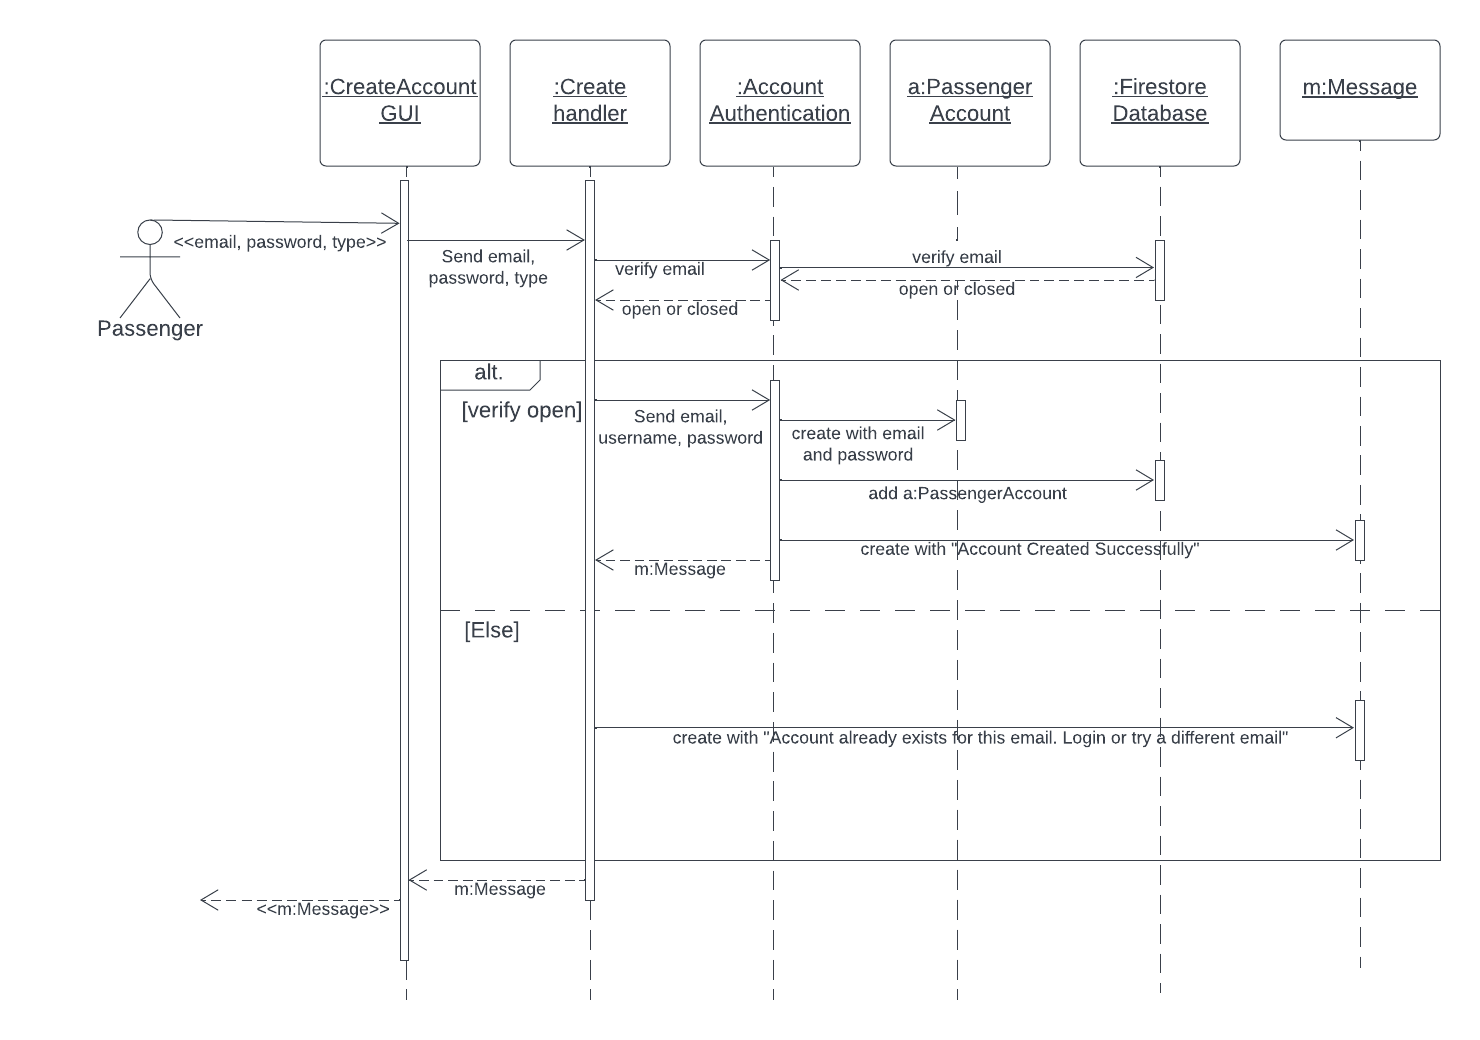 :CreateAccount
GUI
:Create
handler
:Account
Authentication
a:Passenger
Account
:Firestore
Database
m:Message
<<email, password, type>>
Passenger
Send email,
password, type
verify email
verify email
open or closed
open or closed
alt.
[verify open]
Send email,
username, password
create with email
and password
add a:PassengerAccount
create with "Account Created Successfully"
m:Message
[Else]
create with "Account already exists for this email. Login or try a different email"
m:Message
<<m:Message>>